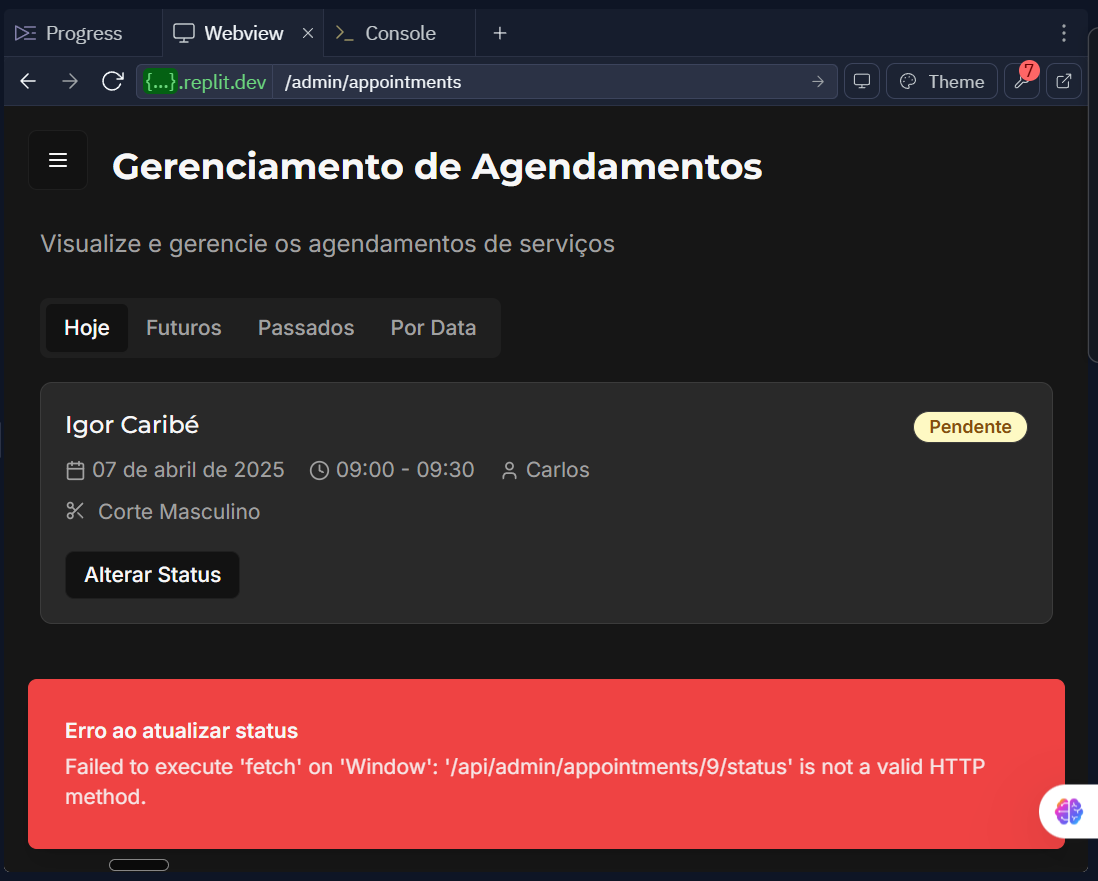 Progress
Webview
Console
{...}.replit.dev
/admin/appointments
Theme
7
Gerenciamento de Agendamentos
Visualize e gerencie os agendamentos de serviços
Hoje
Futuros
Passados
Por Data
Igor Caribé
Pendente
07 de abril de 2025
09:00 - 09:30
Carlos
Corte Masculino
Alterar Status
Erro ao atualizar status
Failed to execute 'fetch' on 'Window': '/api/admin/appointments/9/status' is not a valid HTTP
method.